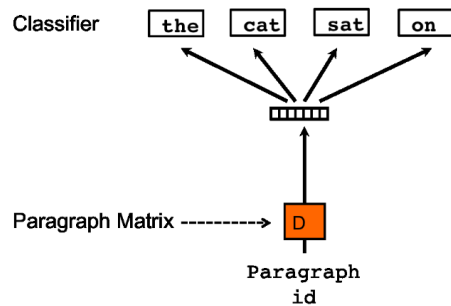 Classifier the cat sat on
Paragraph Matrix D
Paragraph
id